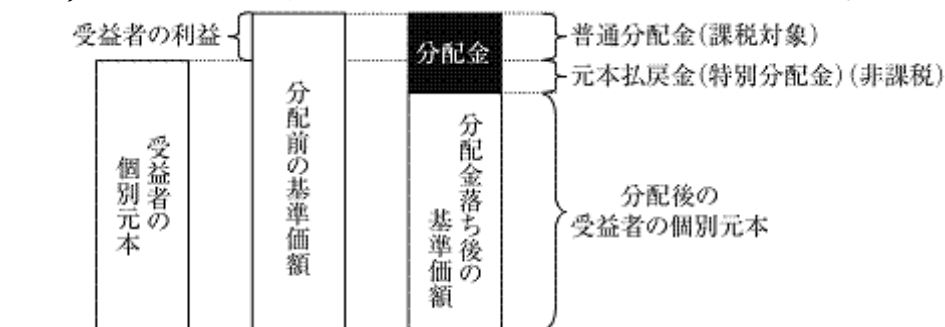 受益者の利益
分配金
普通分配金(課税対象)
元本払戻金(特別分配金)(非課税)
受益者の
個別元本
分配前の基準価額
分配金落ち後の
基準価額
分配後の
受益者の個別元本